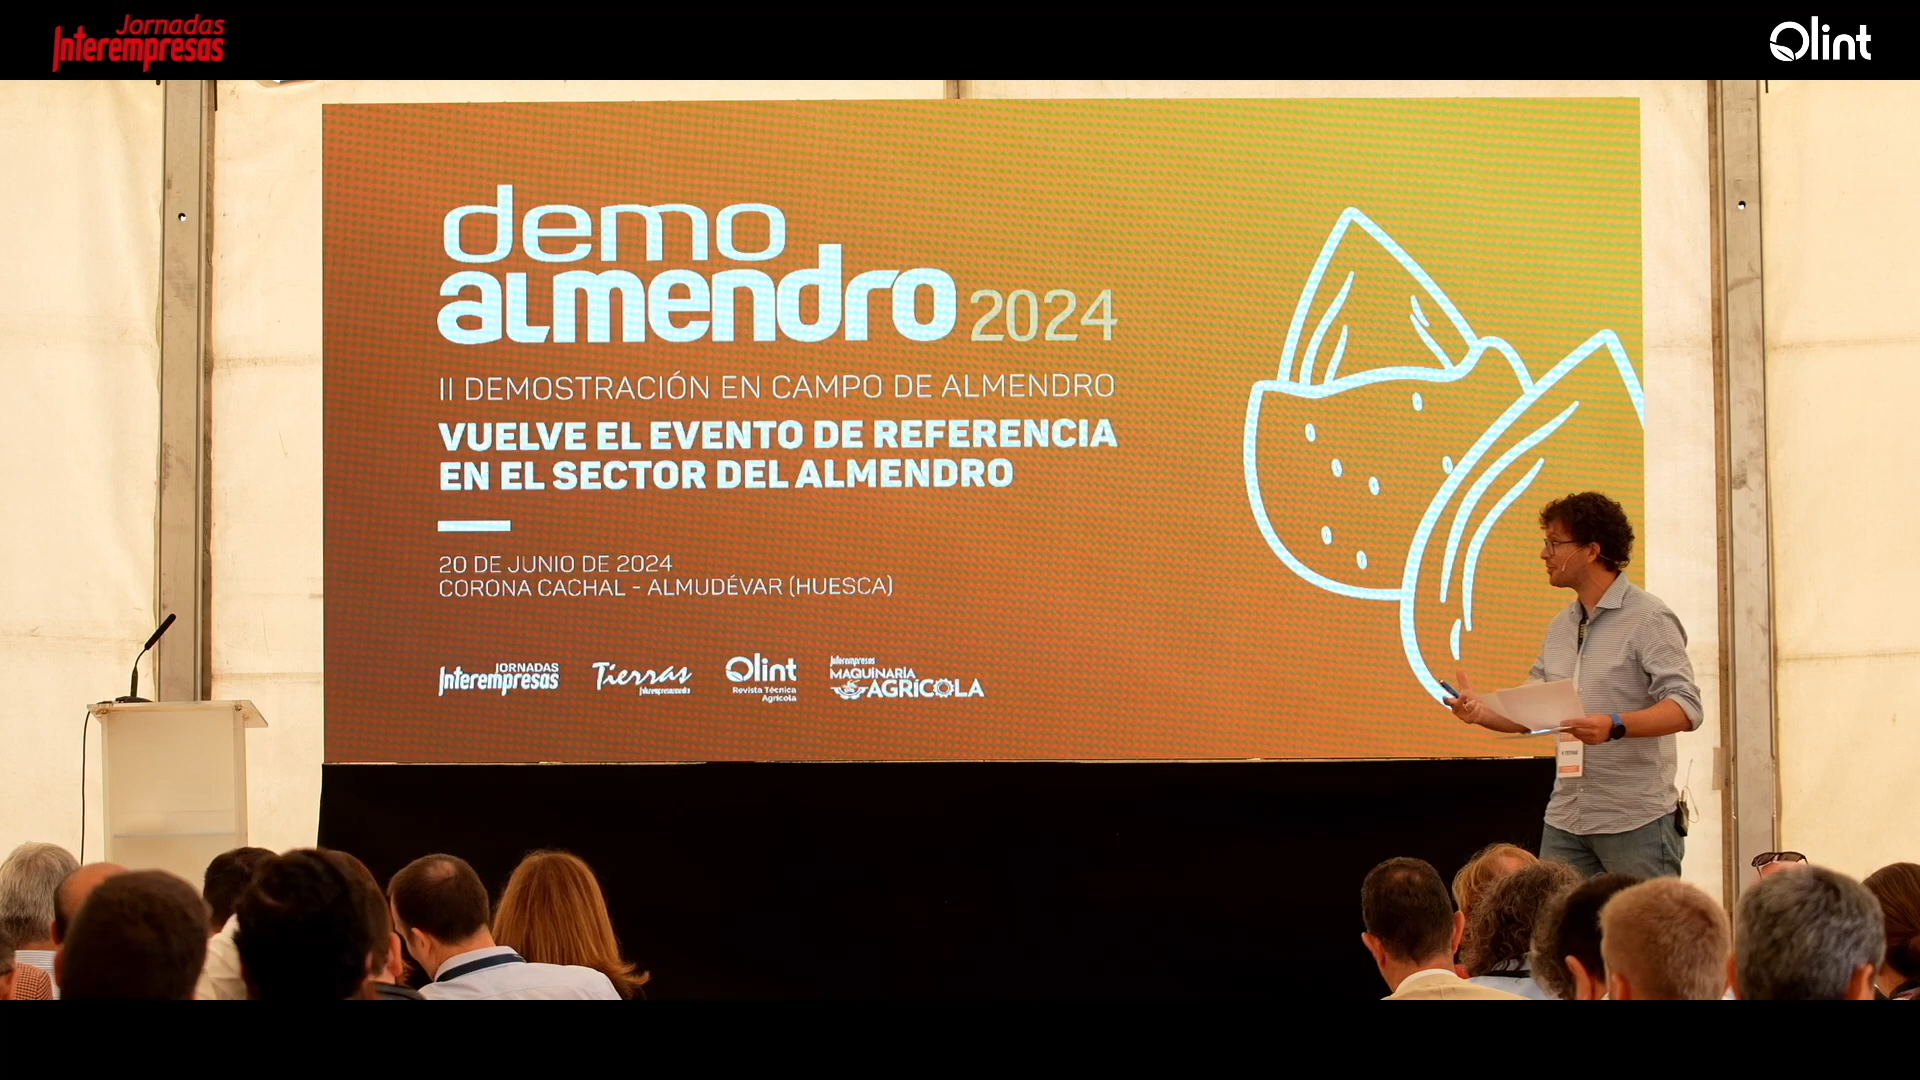 Jornadas
Interempresas
Olint
demo
almendro 2024
II DEMOSTRACIÓN EN CAMPO DE ALMENDRO
VUELVE EL EVENTO DE REFERENCIA
EN EL SECTOR DEL ALMENDRO
20 DE JUNIO DE 2024
CORONA CACHAL - ALMUDÉVAR (HUESCA)
JORNADAS
Interempresas
Tierras
Interempresas
Olint
Revista Técnica
Agrícola
Interempresas
MAQUINARIA
AGRÍCOLA